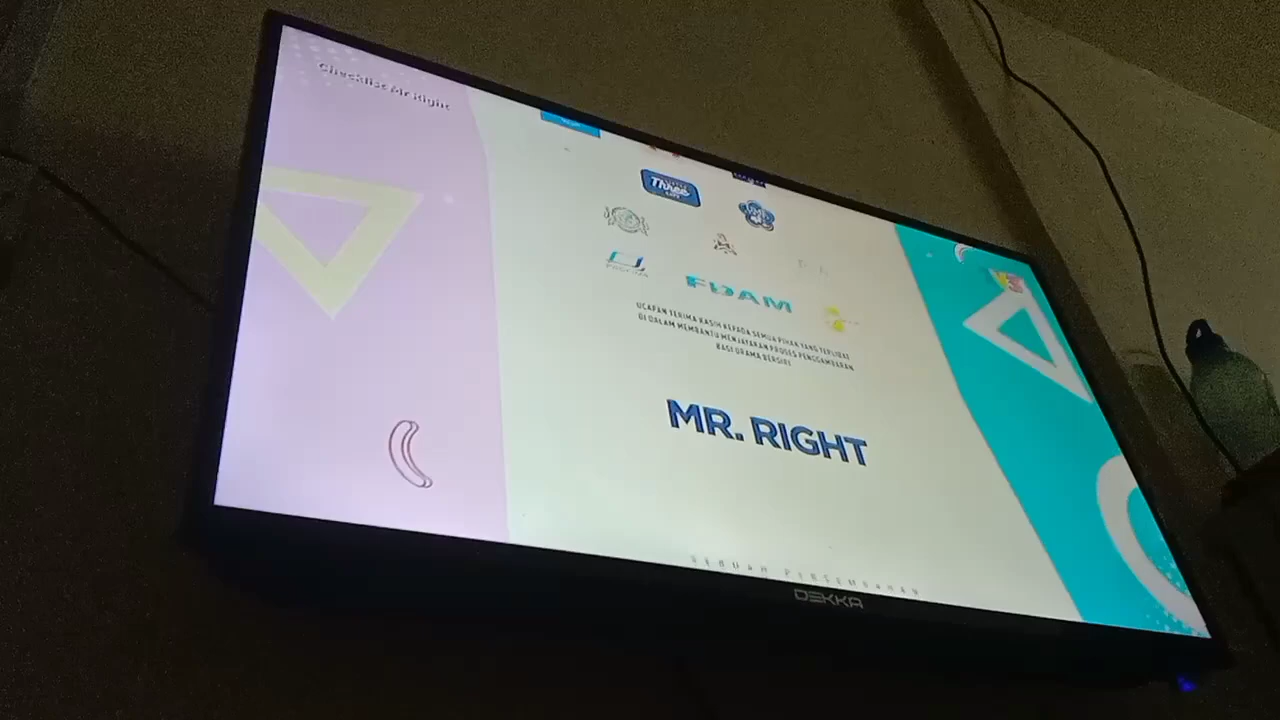 Checklist Mr Right
Three
FDAM
UCAPAN TERIMA KASIH KEPADA SEMUA PIHAK YANG TERLIBAT
DI DALAM MEMBANTU MENJAYAKAN PROSES PENGGAMBARAN
BAGI DRAMA BERSIRI
MR. RIGHT
SEBUAH PERSEMBAHAN
DEKKA